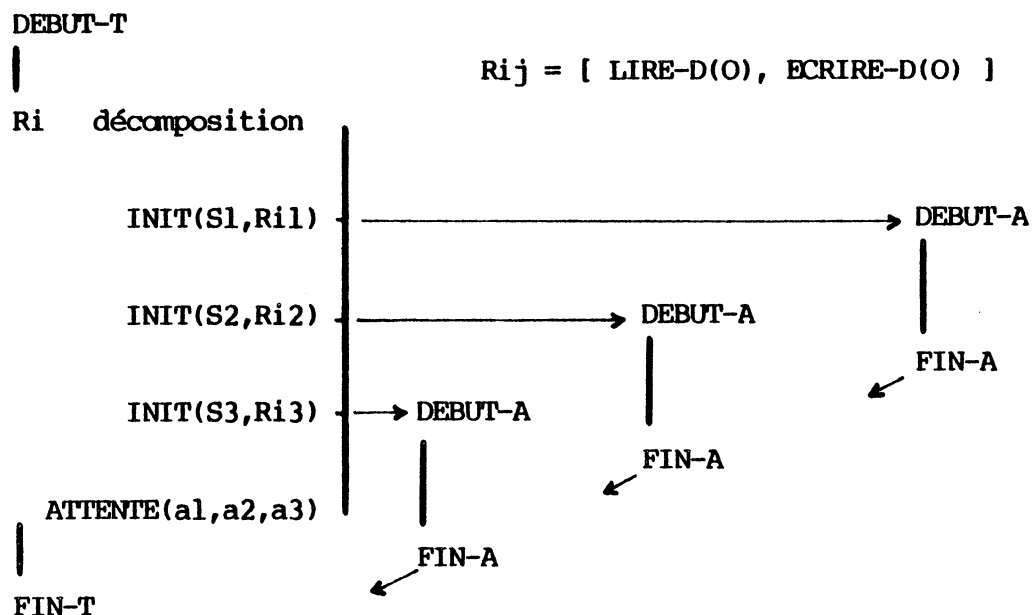 DEBUT-T
Rij = [ LIRE-D(O), ECRIRE-D(O) ]
Ri décomposition
INIT(S1,Ri1) DEBUT-A
INIT(S2,Ri2) DEBUT-A
FIN-A
INIT(S3,Ri3) DEBUT-A
FIN-A
ATTENTE(a1,a2,a3)
FIN-A
FIN-T